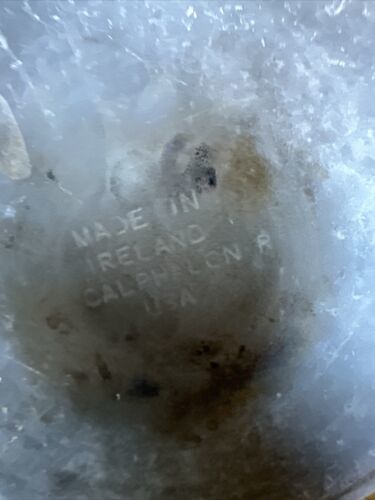 MADE IN
IRELAND
CALPHALON R
USA